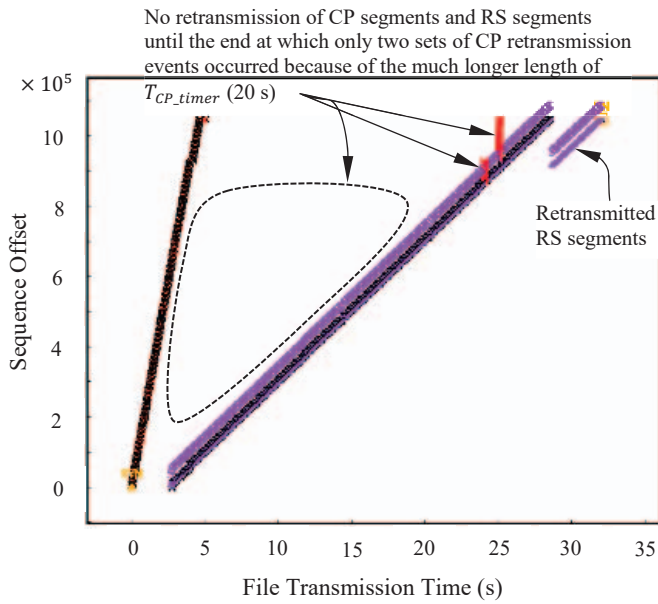 No retransmission of CP segments and RS segments
until the end at which only two sets of CP retransmission
events occurred because of the much longer length of
T_CP_timer (20 s)
× 10⁵
10
8
6
4
2
0
Sequence Offset
Retransmitted
RS segments
0 5 10 15 20 25 30 35
File Transmission Time (s)